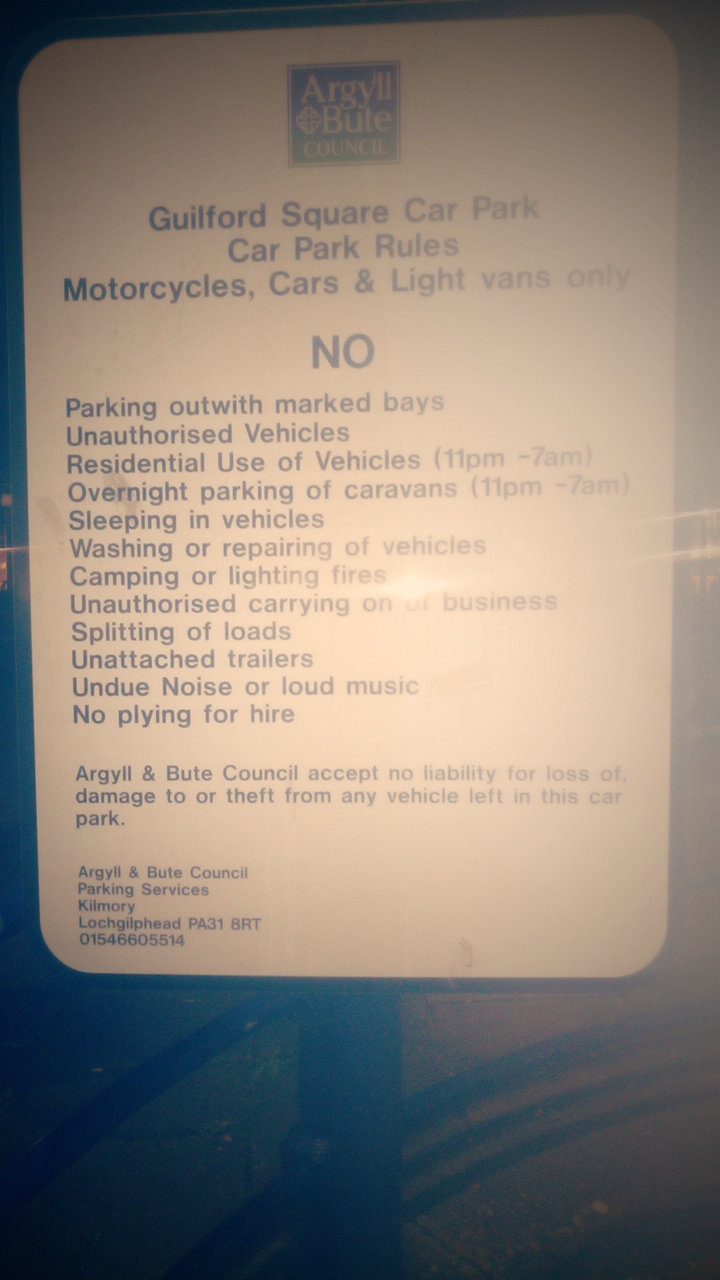 Argyll
Bute
COUNCIL
Guilford Square Car Park
Car Park Rules
Motorcycles, Cars & Light vans only
NO
Parking outwith marked bays
Unauthorised Vehicles
Residential Use of Vehicles (11pm -7am)
Overnight parking of caravans (11pm -7am)
Sleeping in vehicles
Washing or repairing of vehicles
Camping or lighting fires
Unauthorised carrying on of business
Splitting of loads
Unattached trailers
Undue Noise or loud music
No plying for hire
Argyll & Bute Council accept no liability for loss of,
damage to or theft from any vehicle left in this car
park.
Argyll & Bute Council
Parking Services
Kilmory
Lochgilphead PA31 8RT
01546605514